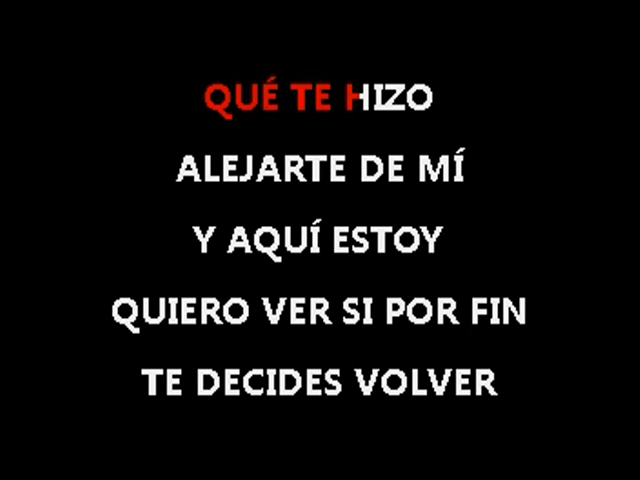 QUÉ TE HIZO
ALEJARTE DE MÍ
Y AQUÍ ESTOY
QUIERO VER SI POR FIN
TE DECIDES VOLVER